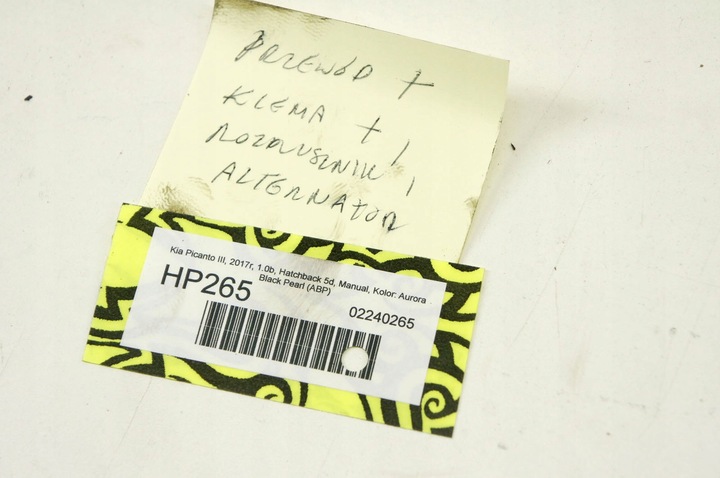 PRZEWÓD +
KLEMA + ,
ROZRUSZNIK ,
ALTERNATOR
Kia Picanto III, 2017r, 1.0b, Hatchback 5d, Manual, Kolor: Aurora
Black Pearl (ABP)
HP265
02240265